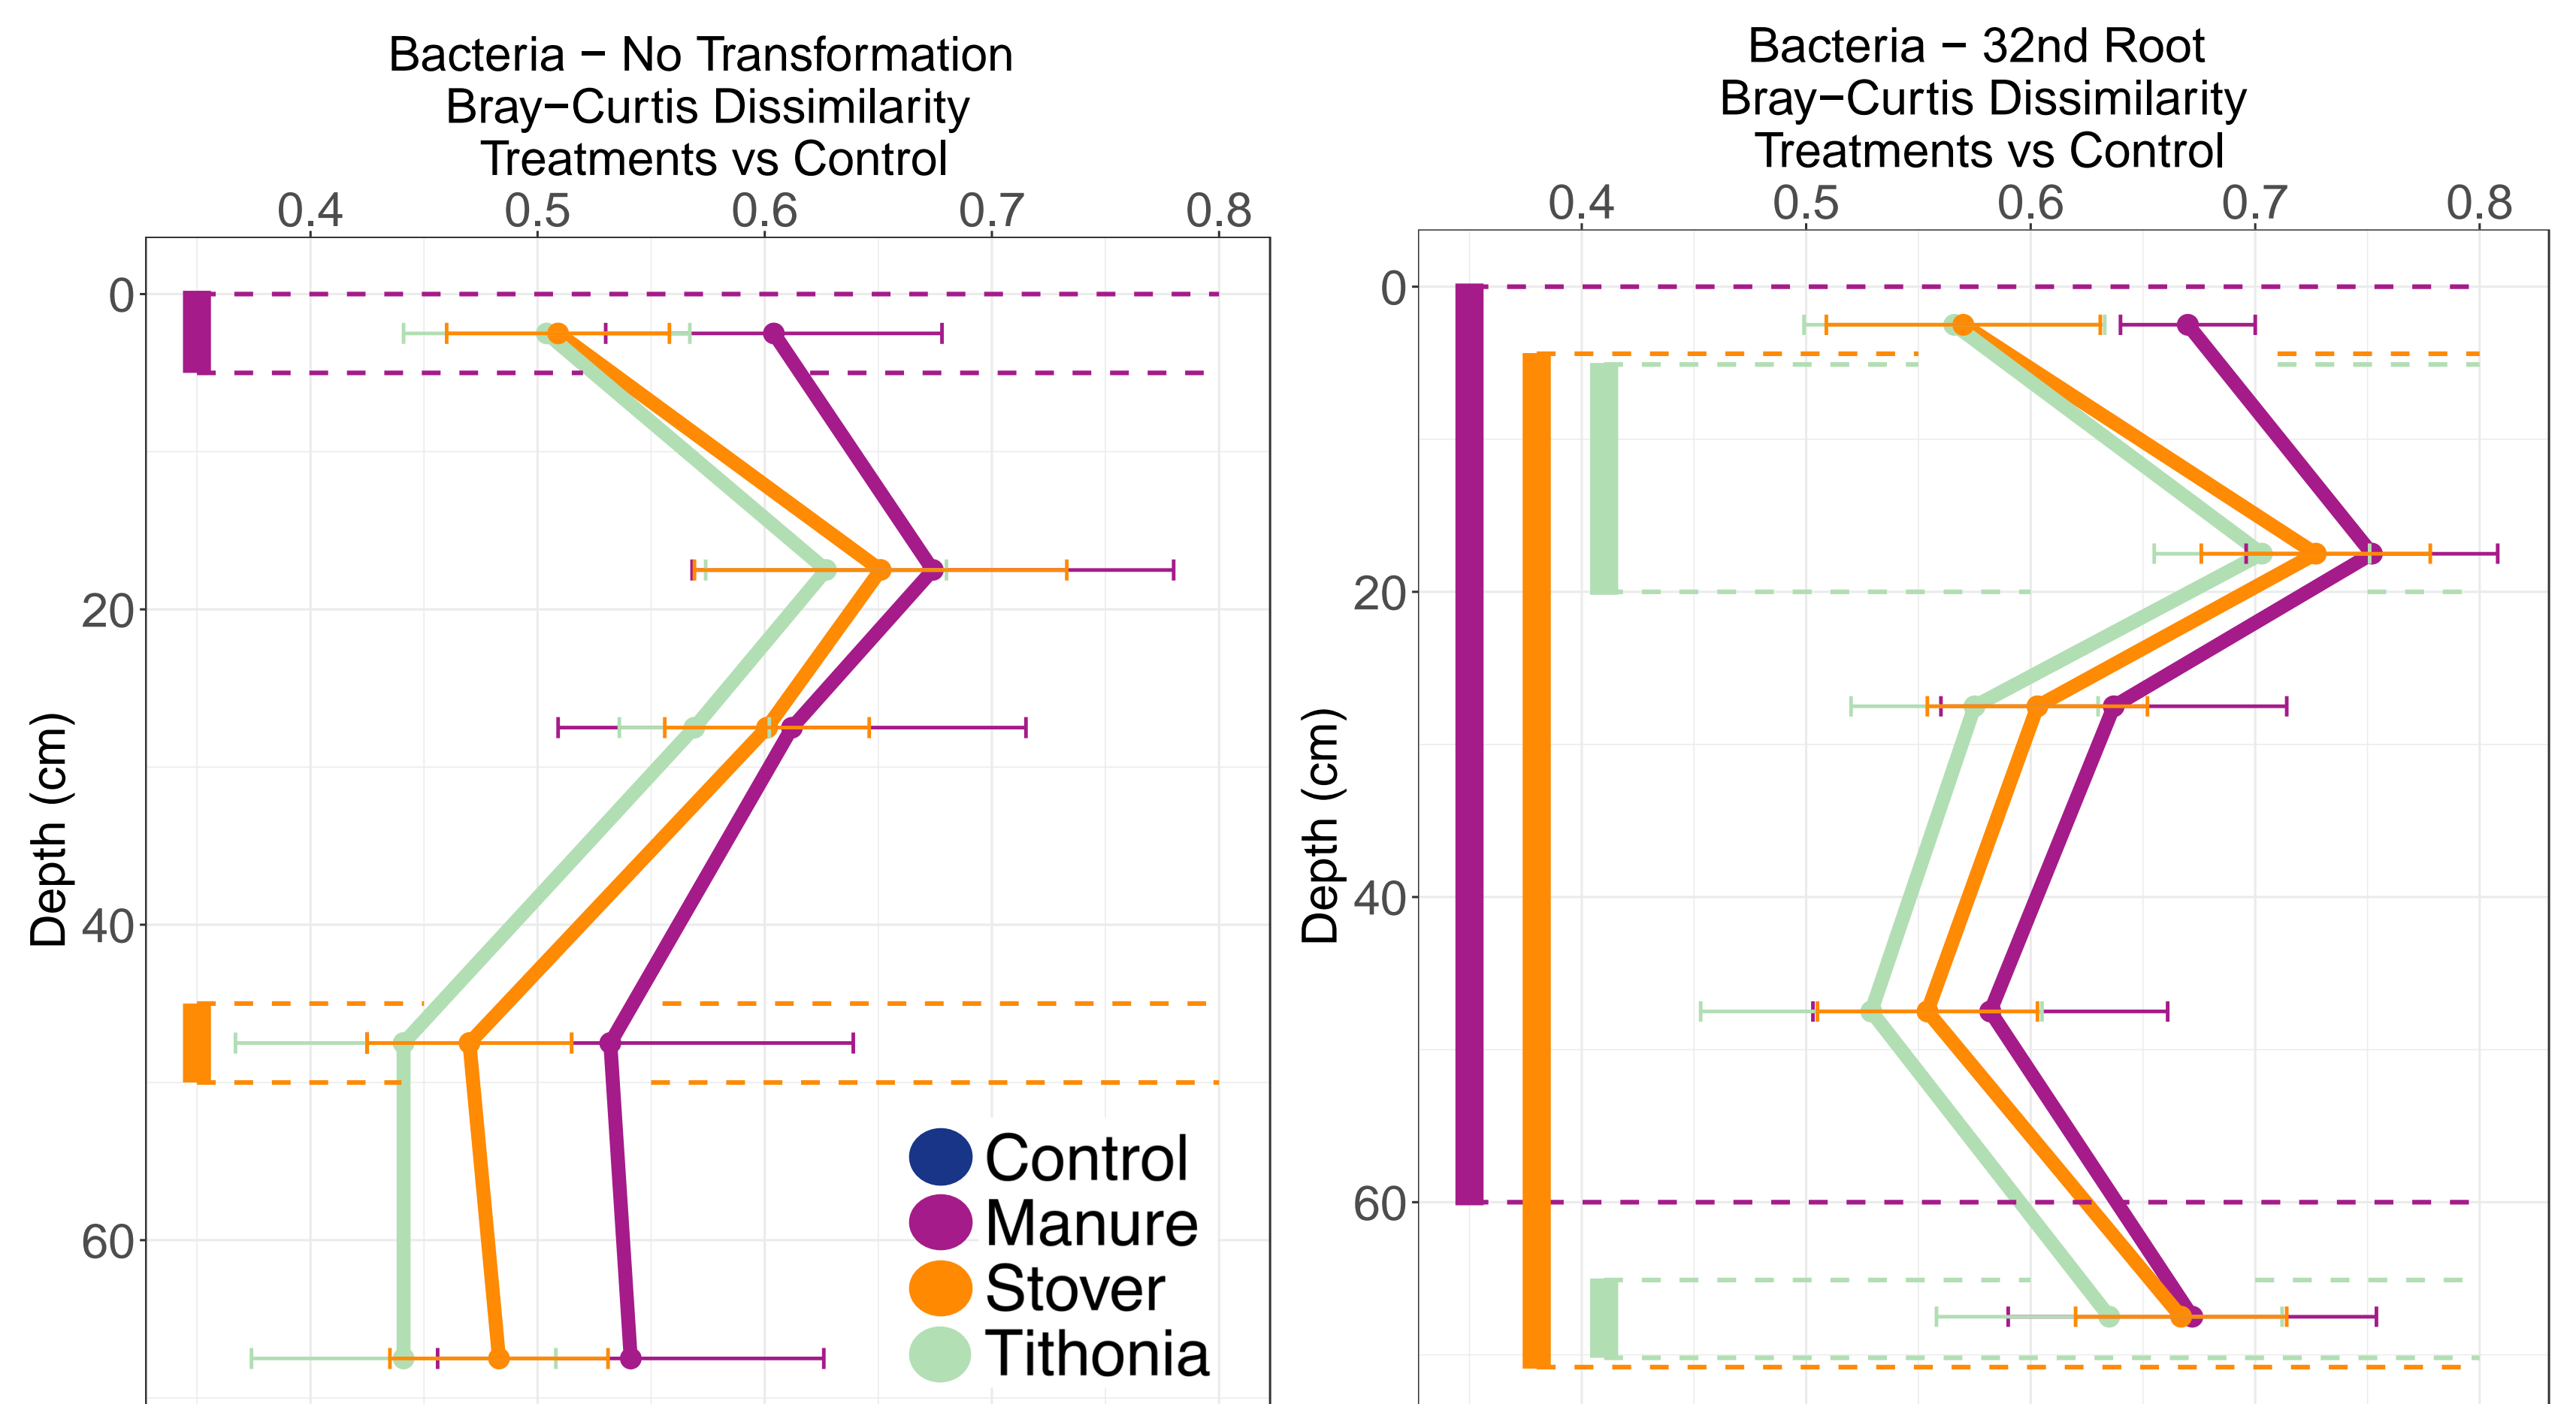 Bacteria − No Transformation
Bray−Curtis Dissimilarity
Treatments vs Control
0.4 0.5 0.6 0.7 0.8
0
20
40
60
Depth (cm)
Control
Manure
Stover
Tithonia
Bacteria − 32nd Root
Bray−Curtis Dissimilarity
Treatments vs Control
0.4 0.5 0.6 0.7 0.8
0
20
40
60
Depth (cm)